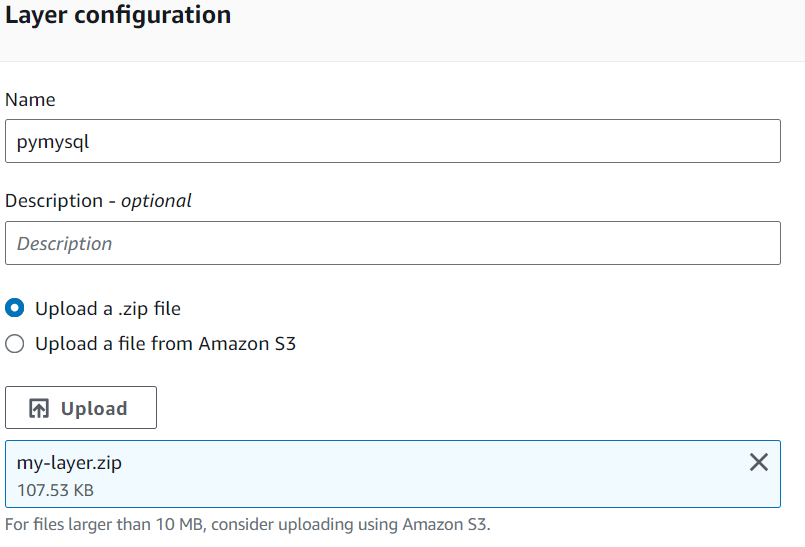 Layer configuration
Name
pymysql
Description - optional
Description
Upload a .zip file
Upload a file from Amazon S3
Upload
my-layer.zip
107.53 KB
For files larger than 10 MB, consider uploading using Amazon S3.